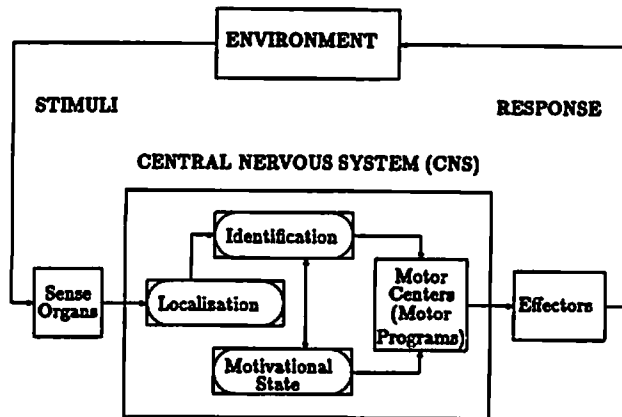 ENVIRONMENT
STIMULI
RESPONSE
CENTRAL NERVOUS SYSTEM (CNS)
Identification
Sense
Organs
Localization
Motor
Centers
(Motor
Programs)
Effectors
Motivational
State